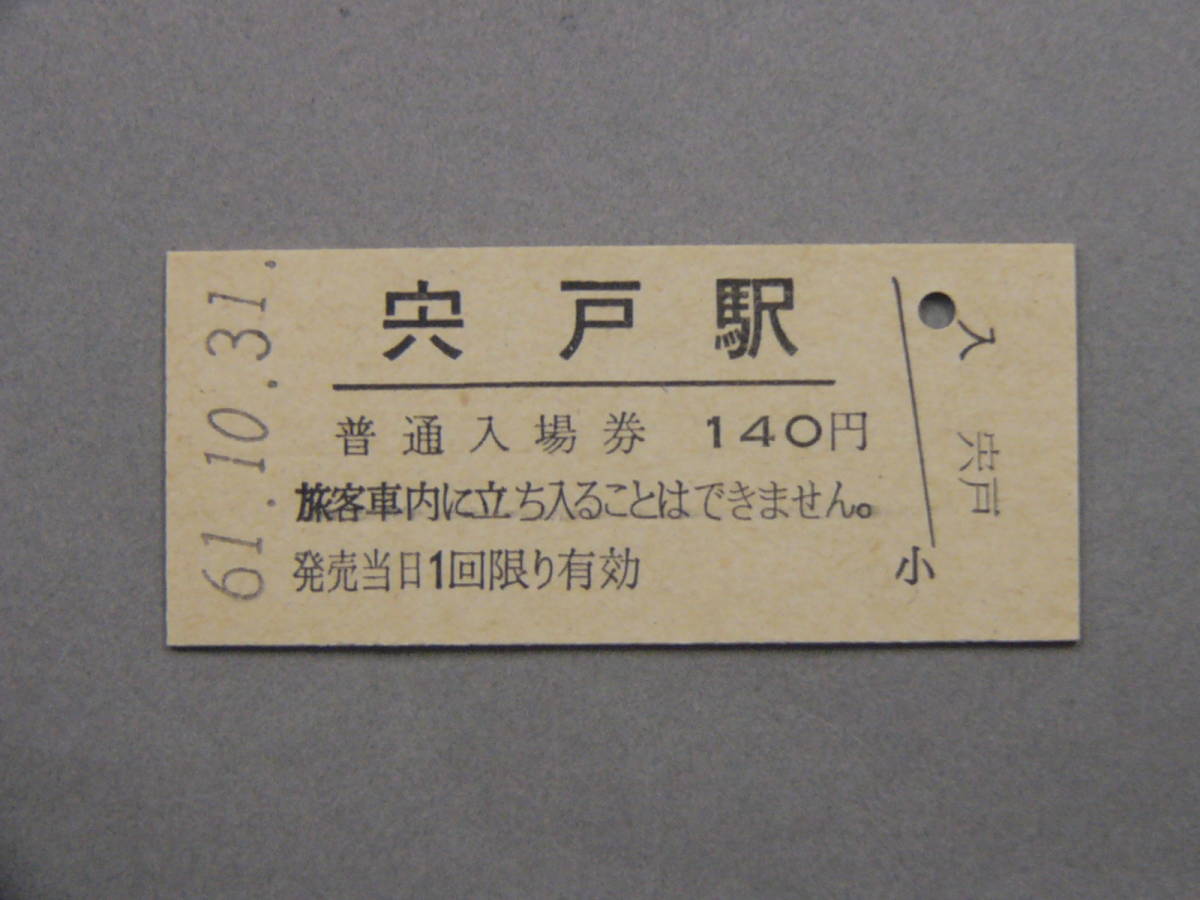 61.10.31.
宍戸駅
普通入場券 140円
旅客車内に立ち入ることはできません。
発売当日1回限り有効
小
入 宍戸